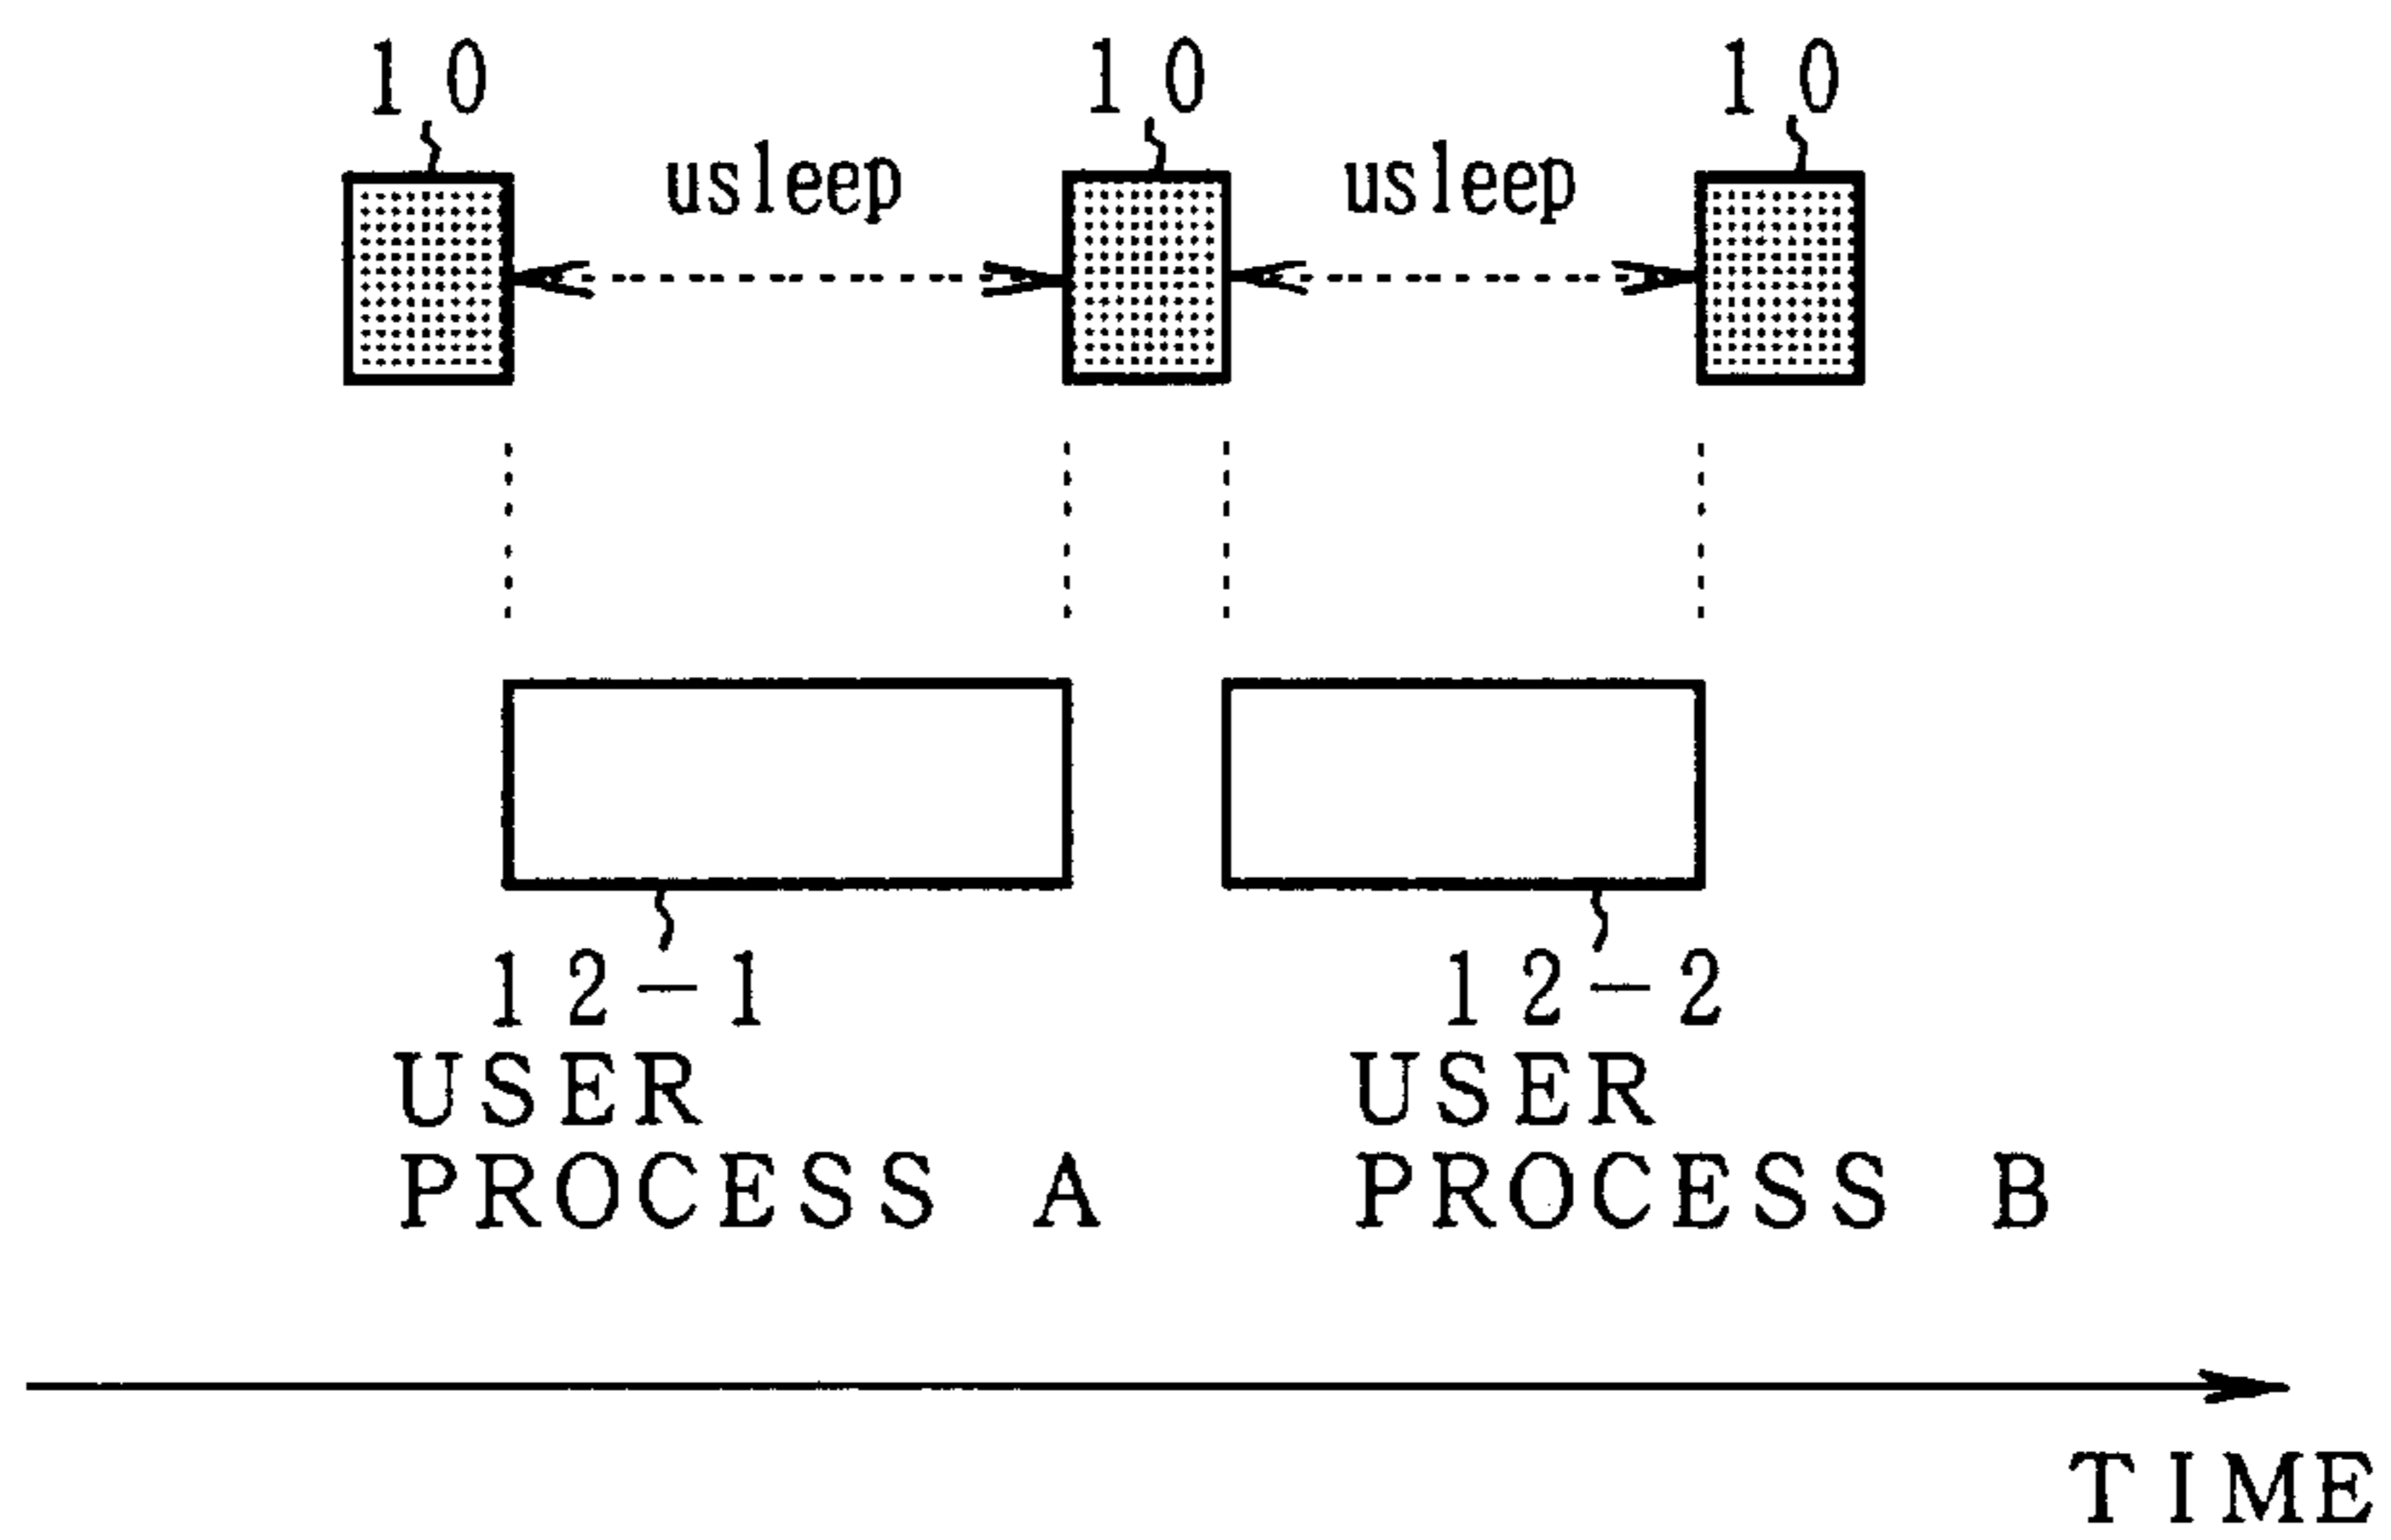 10 10 10
usleep usleep
12-1 12-2
USER USER
PROCESS A PROCESS B
TIME